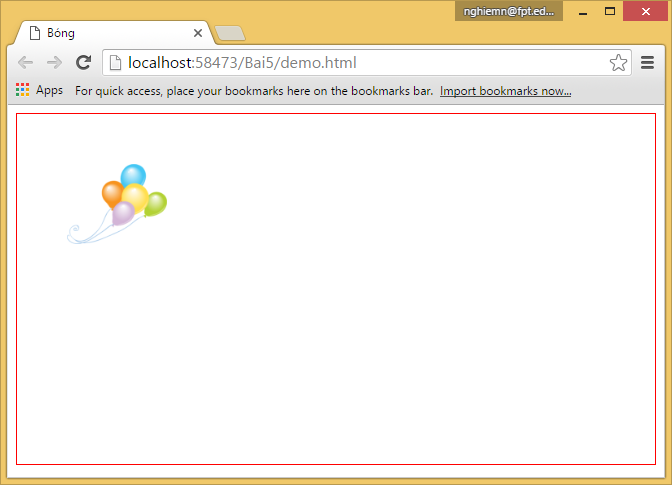 nghiemn@fpt.ed...
Bóng
localhost:58473/Bai5/demo.html
Apps For quick access, place your bookmarks here on the bookmarks bar. Import bookmarks now...